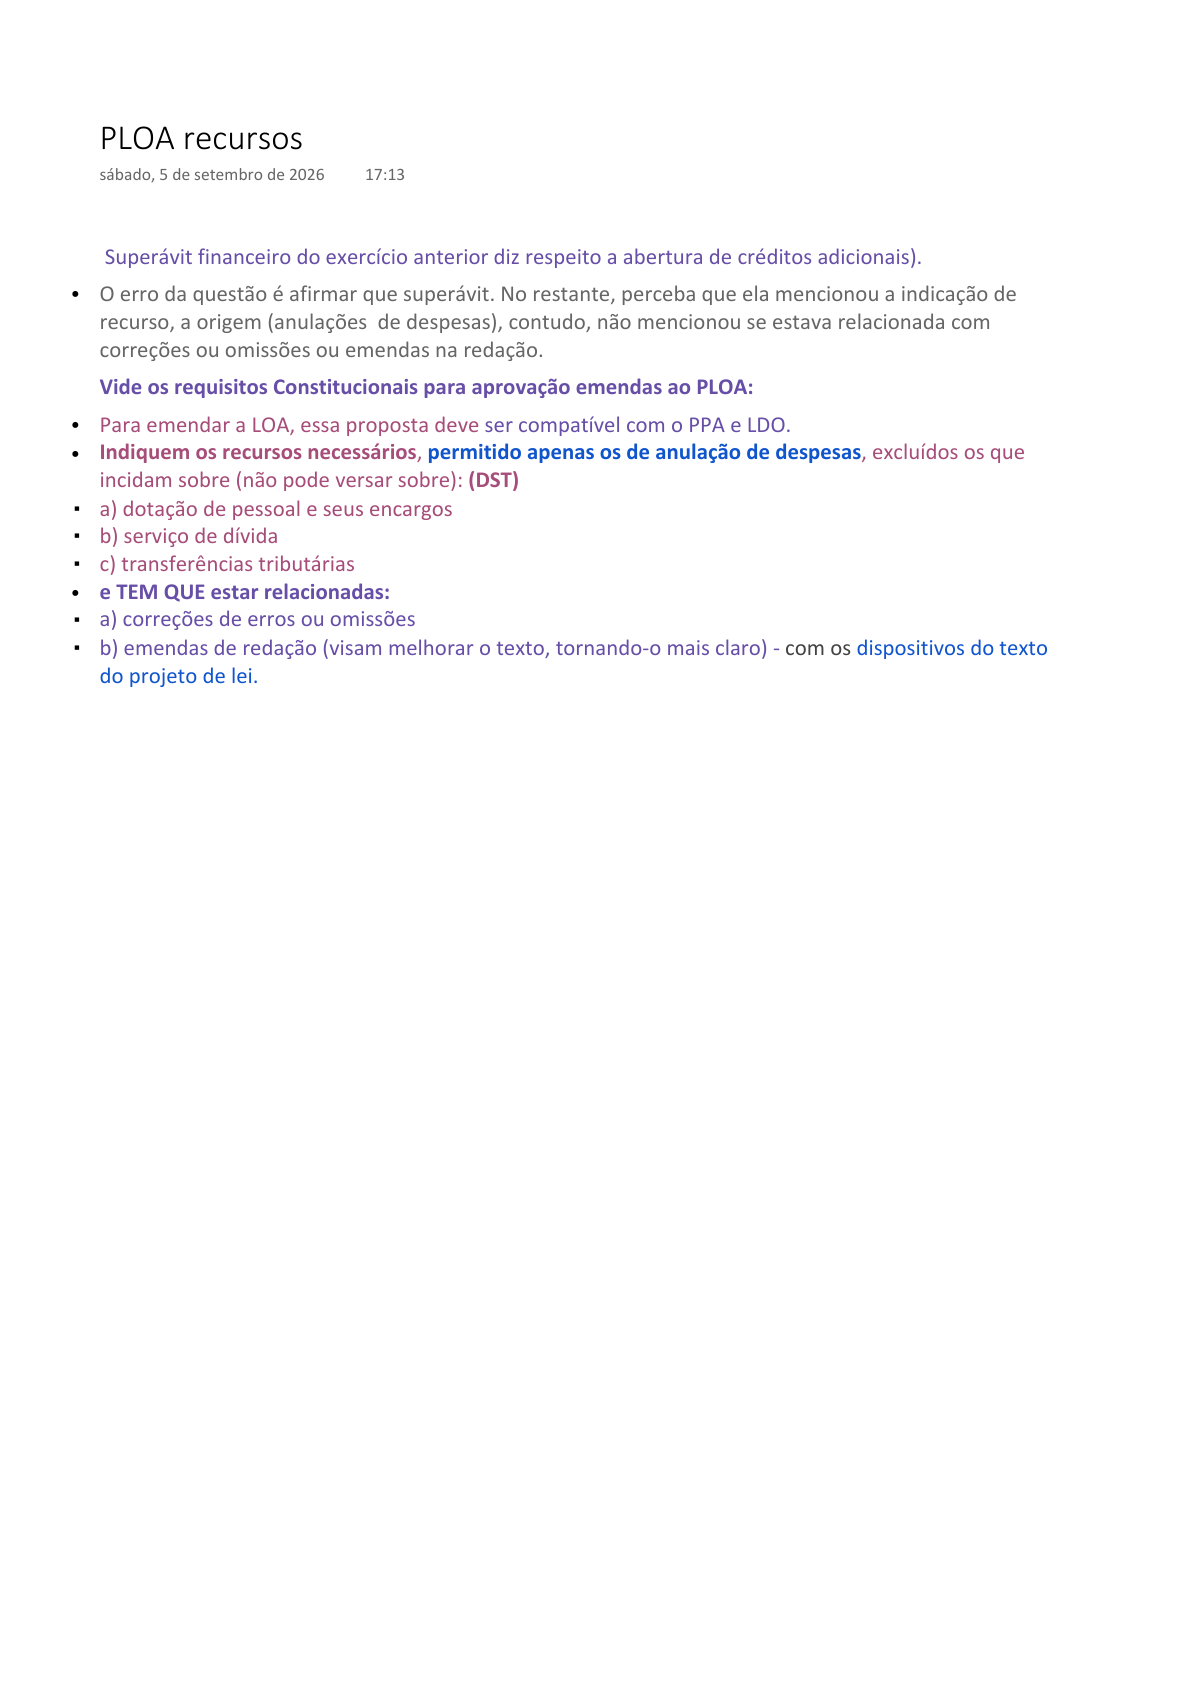 PLOA recursos
sábado, 5 de setembro de 2026 17:13
Superávit financeiro do exercício anterior diz respeito a abertura de créditos adicionais).
• O erro da questão é afirmar que superávit. No restante, perceba que ela mencionou a indicação de
recurso, a origem (anulações  de despesas), contudo, não mencionou se estava relacionada com
correções ou omissões ou emendas na redação.
Vide os requisitos Constitucionais para aprovação emendas ao PLOA:
• Para emendar a LOA, essa proposta deve ser compatível com o PPA e LDO.
• Indiquem os recursos necessários, permitido apenas os de anulação de despesas, excluídos os que
incidam sobre (não pode versar sobre): (DST)
▪ a) dotação de pessoal e seus encargos
▪ b) serviço de dívida
▪ c) transferências tributárias
• e TEM QUE estar relacionadas:
▪ a) correções de erros ou omissões
▪ b) emendas de redação (visam melhorar o texto, tornando-o mais claro) - com os dispositivos do texto
do projeto de lei.